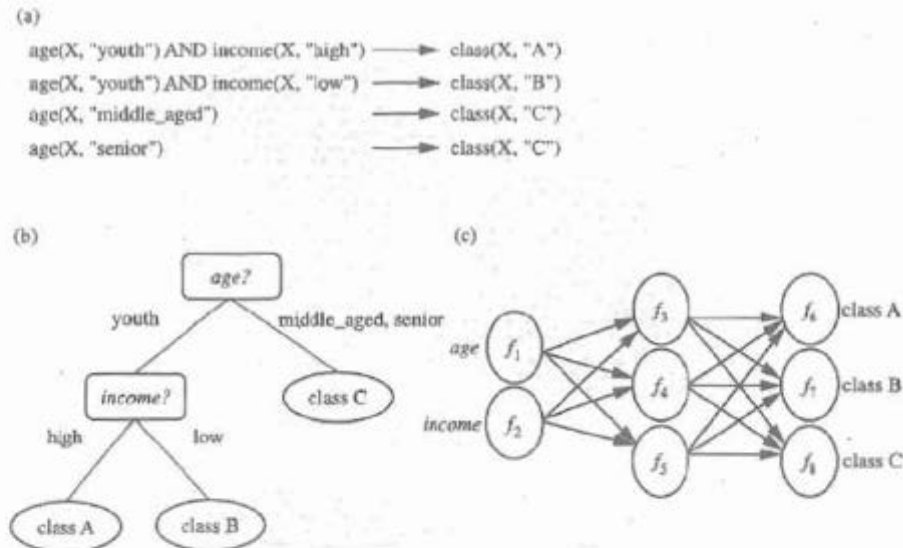 (a)
age(X, "youth") AND income(X, "high") → class(X, "A")
age(X, "youth") AND income(X, "low") → class(X, "B")
age(X, "middle_aged") → class(X, "C")
age(X, "senior") → class(X, "C")
(b)
age?
youth
middle_aged, senior
income?
class C
high
low
class A
class B
(c)
age
income
f1
f2
f3
f4
f5
f6
class A
f7
class B
f8
class C